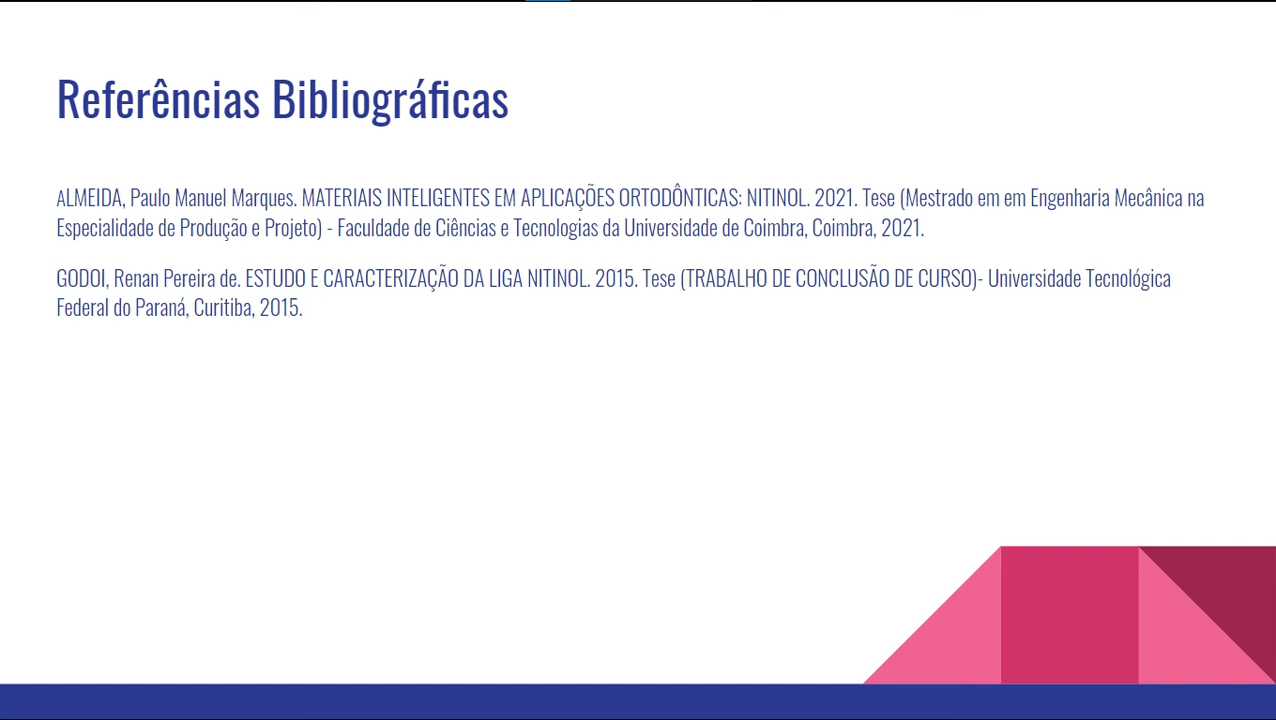 Referências Bibliográficas
ALMEIDA, Paulo Manuel Marques. MATERIAIS INTELIGENTES EM APLICAÇÕES ORTODÔNTICAS: NITINOL. 2021. Tese (Mestrado em em Engenharia Mecânica na
Especialidade de Produção e Projeto) - Faculdade de Ciências e Tecnologias da Universidade de Coimbra, Coimbra, 2021.
GODOI, Renan Pereira de. ESTUDO E CARACTERIZAÇÃO DA LIGA NITINOL. 2015. Tese (TRABALHO DE CONCLUSÃO DE CURSO)- Universidade Tecnológica
Federal do Paraná, Curitiba, 2015.